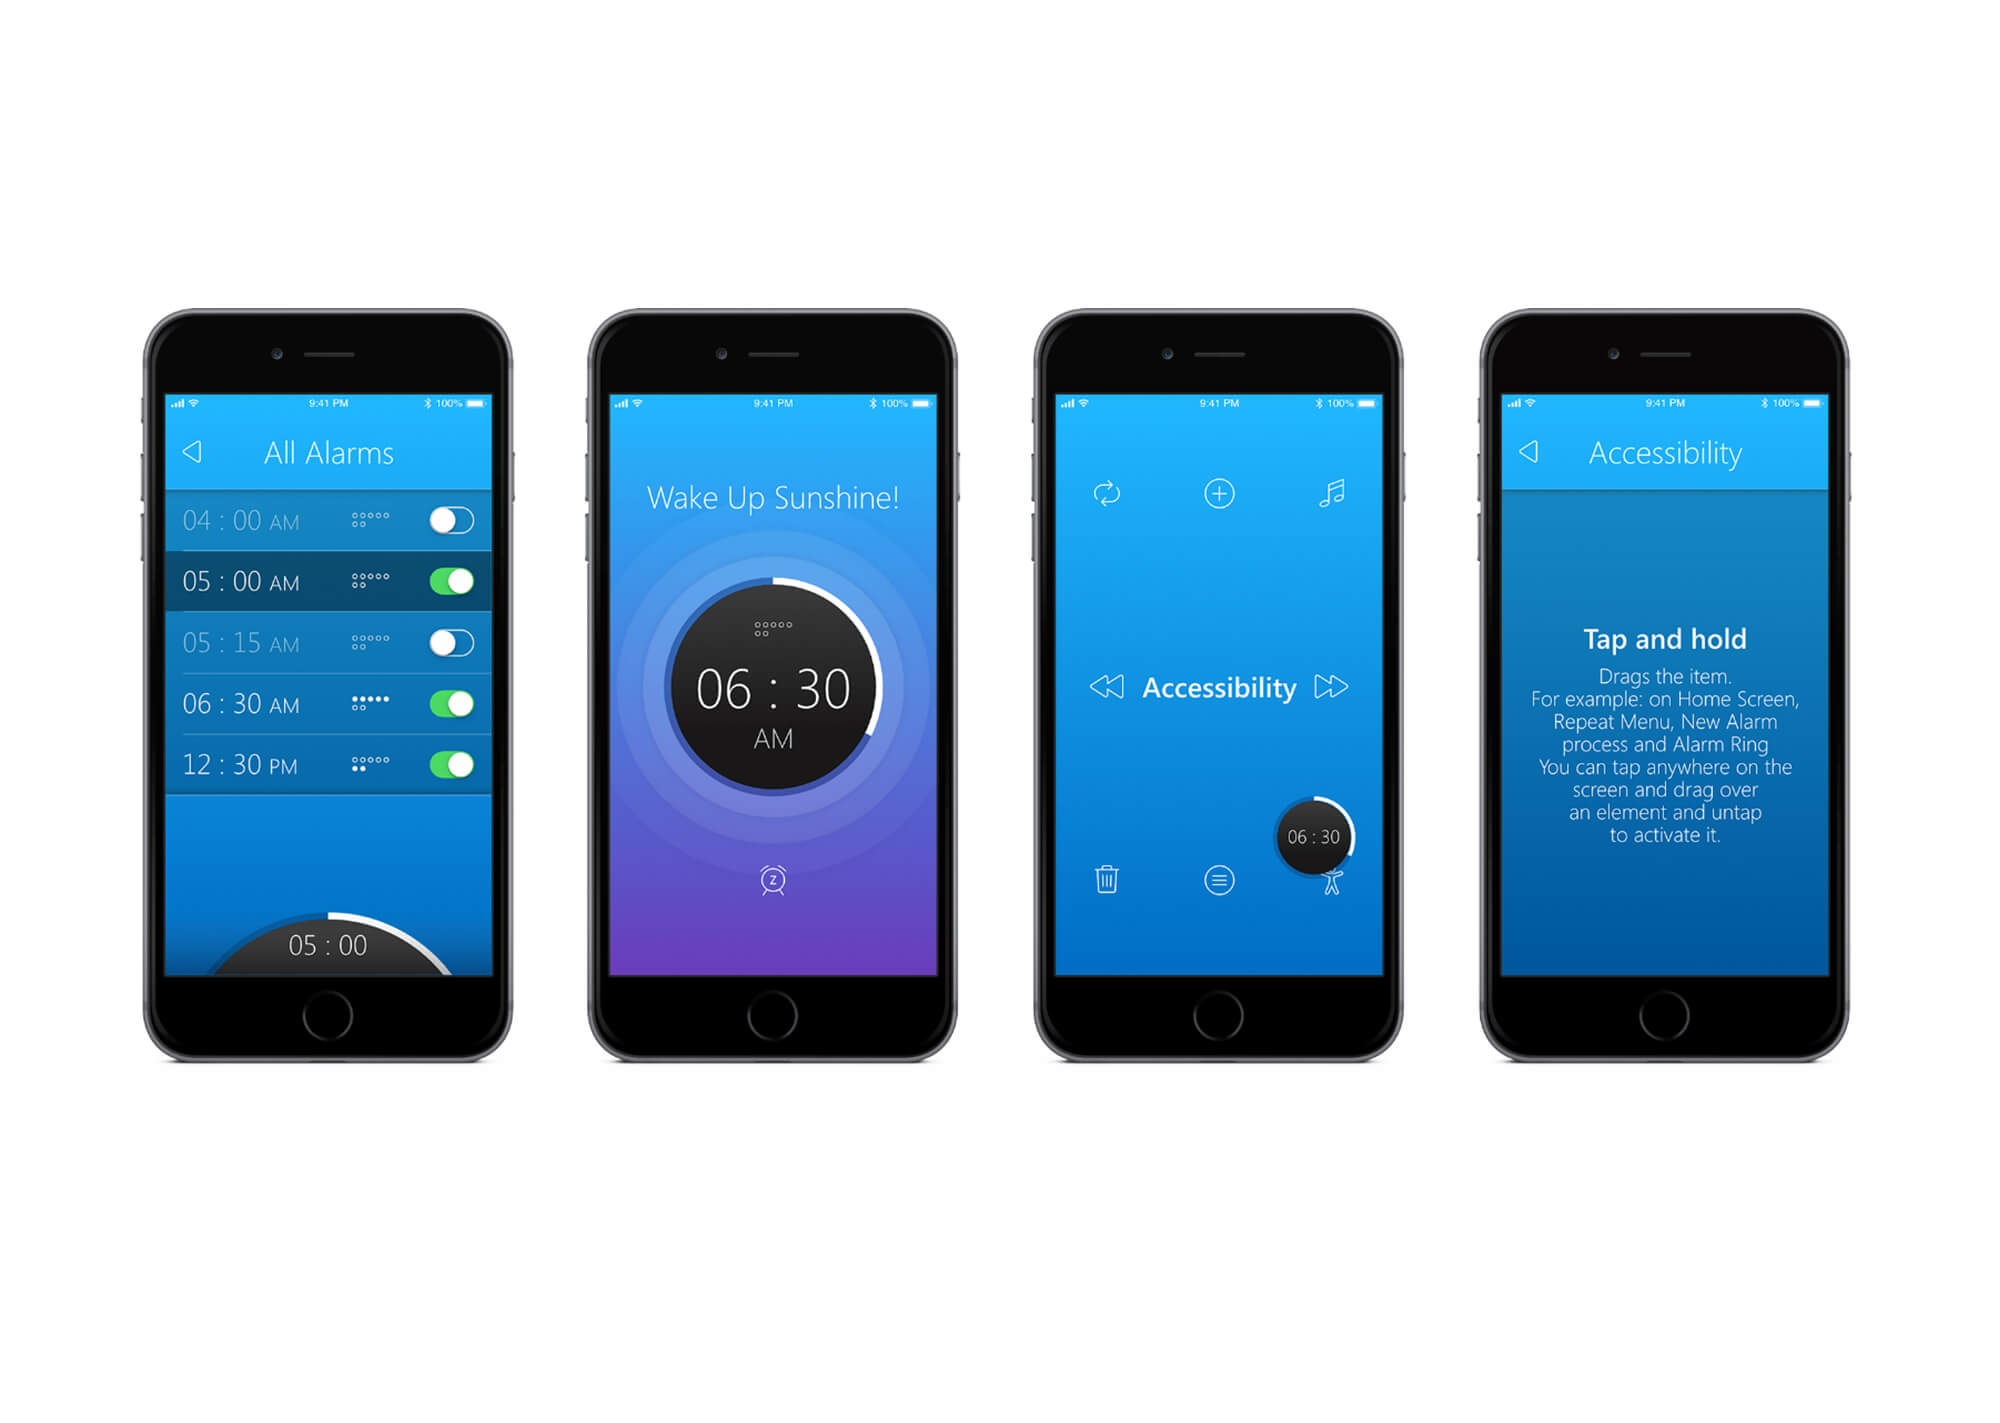 9:41 PM
100%
All Alarms
04 : 00 AM
05 : 00 AM
05 : 15 AM
06 : 30 AM
12 : 30 PM
05 : 00
9:41 PM
100%
Wake Up Sunshine!
06 : 30
AM
z
9:41 PM
100%
Accessibility
06 : 30
9:41 PM
100%
Accessibility
Tap and hold
Drags the item.
For example: on Home Screen,
Repeat Menu, New Alarm
process and Alarm Ring
You can tap anywhere on the
screen and drag over
an element and untap
to activate it.